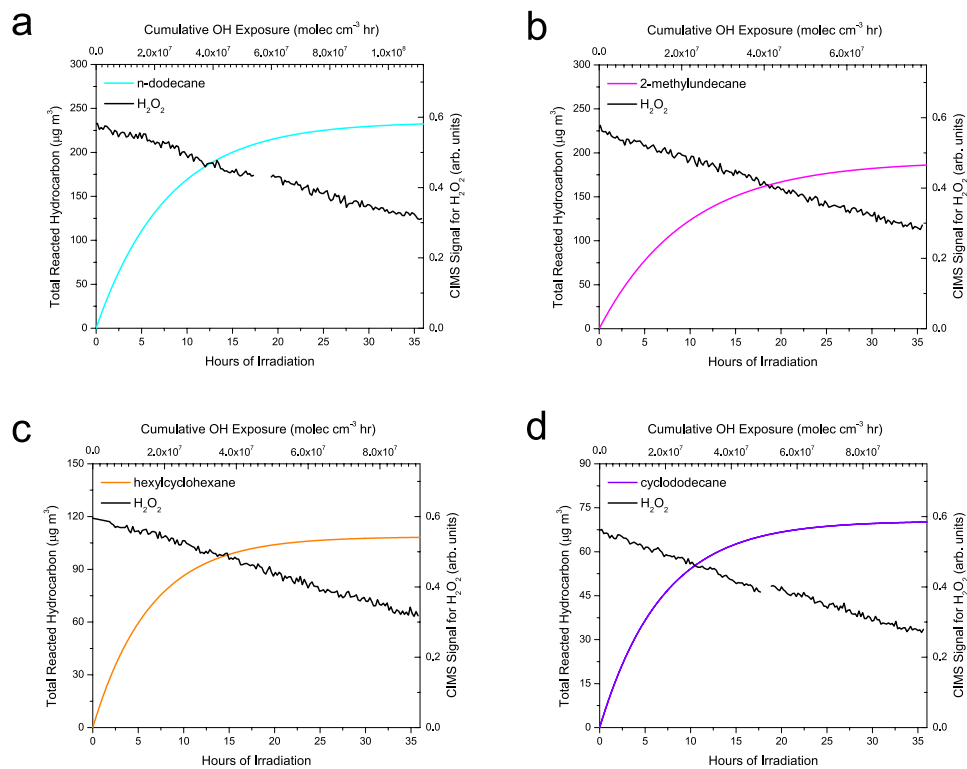 a
Cumulative OH Exposure (molec cm⁻³ hr)
0.0 2.0x10⁷ 4.0x10⁷ 6.0x10⁷ 8.0x10⁷ 1.0x10⁸
n-dodecane
H₂O₂
Total Reacted Hydrocarbon (µg m³)
300
250
225
200
175
150
125
100
75
50
25
0
CIMS Signal for H₂O₂ (arb. units)
0.6
0.4
0.2
0.0
0 5 10 15 20 25 30 35
Hours of Irradiation
b
Cumulative OH Exposure (molec cm⁻³ hr)
0.0 2.0x10⁷ 4.0x10⁷ 6.0x10⁷
2-methylundecane
H₂O₂
Total Reacted Hydrocarbon (µg m³)
300
250
200
150
100
50
0
CIMS Signal for H₂O₂ (arb. units)
0.6
0.4
0.2
0.0
0 5 10 15 20 25 30 35
Hours of Irradiation
c
Cumulative OH Exposure (molec cm⁻³ hr)
0.0 2.0x10⁷ 4.0x10⁷ 6.0x10⁷ 8.0x10⁷
hexylcyclohexane
H₂O₂
Total Reacted Hydrocarbon (µg m³)
150
120
90
60
30
0
CIMS Signal for H₂O₂ (arb. units)
0.6
0.4
0.2
0.0
0 5 10 15 20 25 30 35
Hours of Irradiation
d
Cumulative OH Exposure (molec cm⁻³ hr)
0.0 2.0x10⁷ 4.0x10⁷ 6.0x10⁷ 8.0x10⁷
cyclododecane
H₂O₂
Total Reacted Hydrocarbon (µg m³)
90
75
60
45
30
15
0
CIMS Signal for H₂O₂ (arb. units)
0.6
0.4
0.2
0.0
0 5 10 15 20 25 30 35
Hours of Irradiation